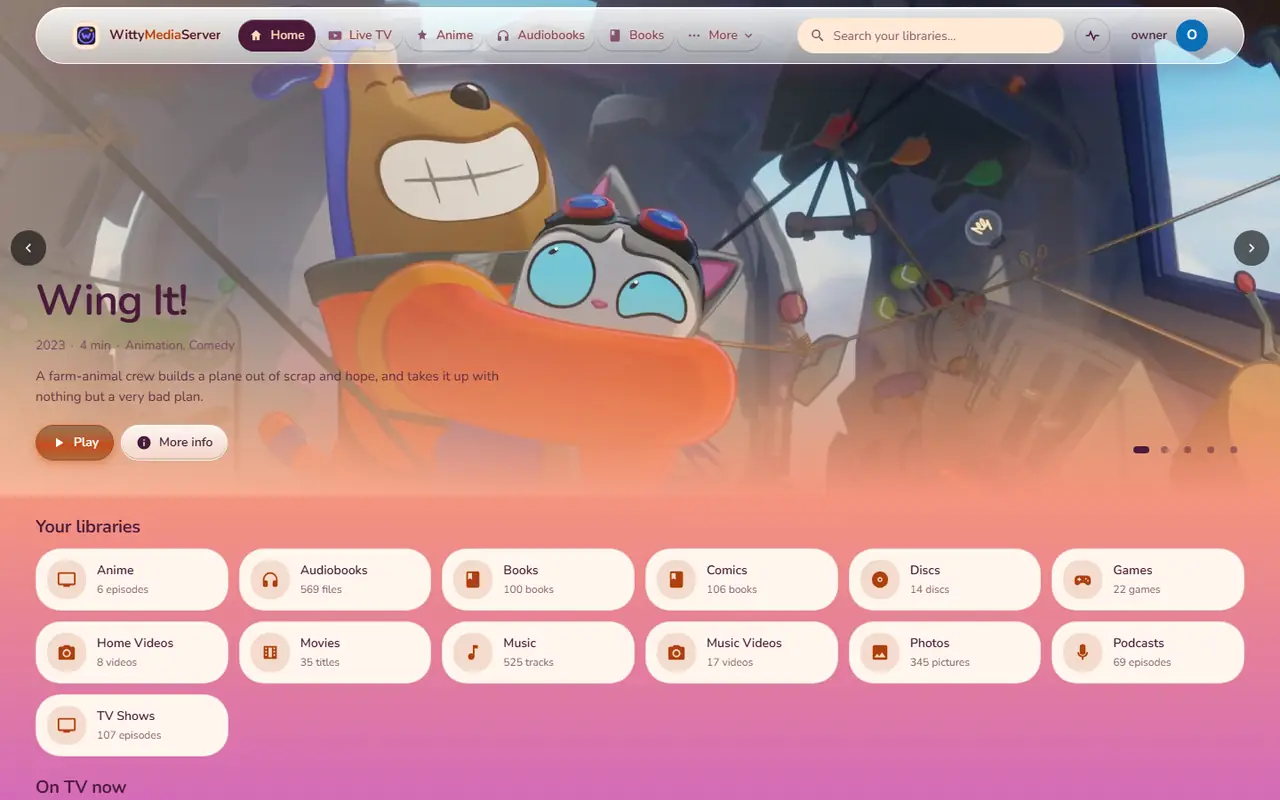 WittyMediaServer
Home
Live TV
Anime
Audiobooks
Books
More
Search your libraries...
owner
O
Wing It!
2023 · 4 min · Animation, Comedy
A farm-animal crew builds a plane out of scrap and hope, and takes it up with
nothing but a very bad plan.
Play
More info
Your libraries
Anime
6 episodes
Audiobooks
569 files
Books
100 books
Comics
106 books
Discs
14 discs
Games
22 games
Home Videos
8 videos
Movies
35 titles
Music
525 tracks
Music Videos
17 videos
Photos
345 pictures
Podcasts
69 episodes
TV Shows
107 episodes
On TV now